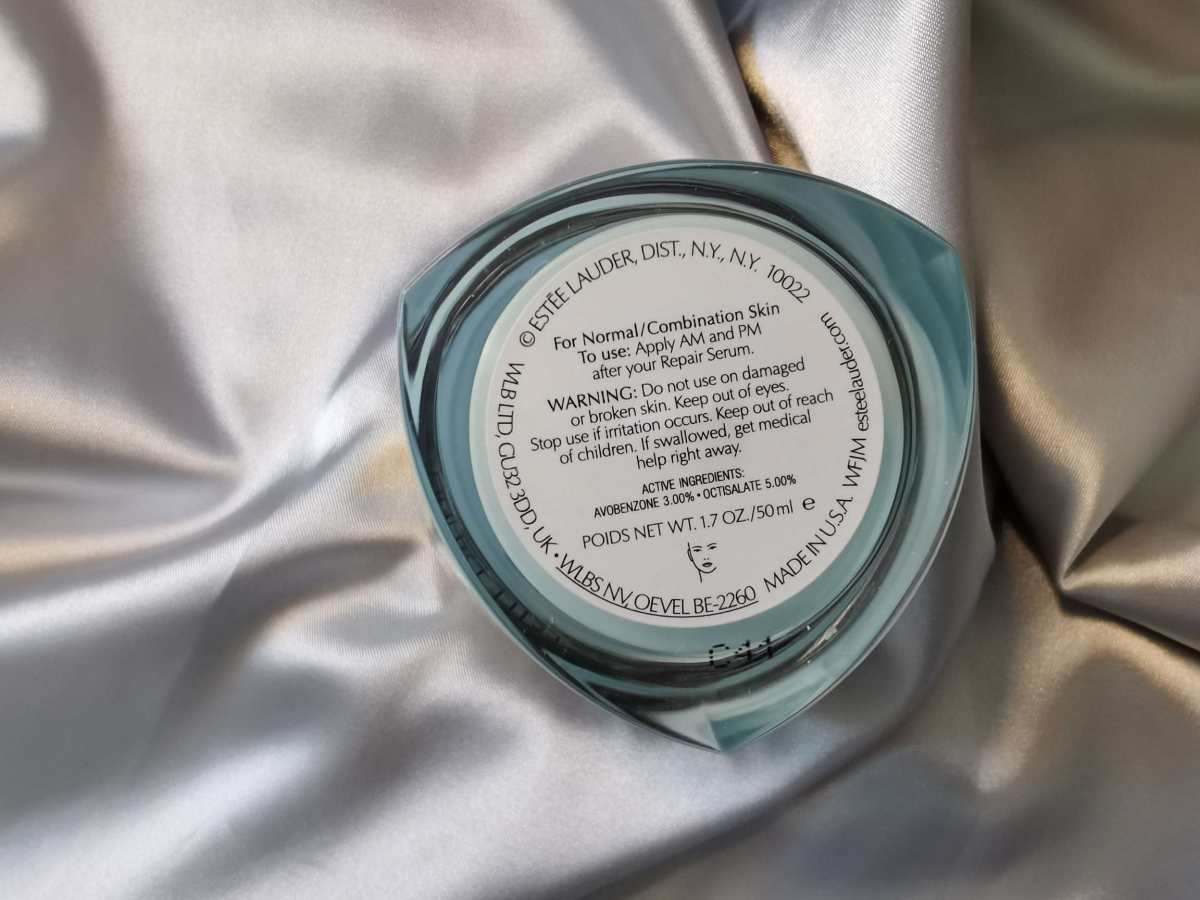 © ESTĒE LAUDER, DIST., N.Y., N.Y. 10022
For Normal/Combination Skin
To use: Apply AM and PM
after your Repair Serum.
WARNING: Do not use on damaged
or broken skin. Keep out of eyes.
Stop use if irritation occurs. Keep out of reach
of children. If swallowed, get medical
help right away.
ACTIVE INGREDIENTS:
AVOBENZONE 3.00% • OCTISALATE 5.00%
POIDS NET WT. 1.7 OZ./50 ml e
WLB LTD, GU32 3DD, UK • WLBS NV, OEVEL BE-2260 MADE IN U.S.A. WFJM esteelauder.com
C44